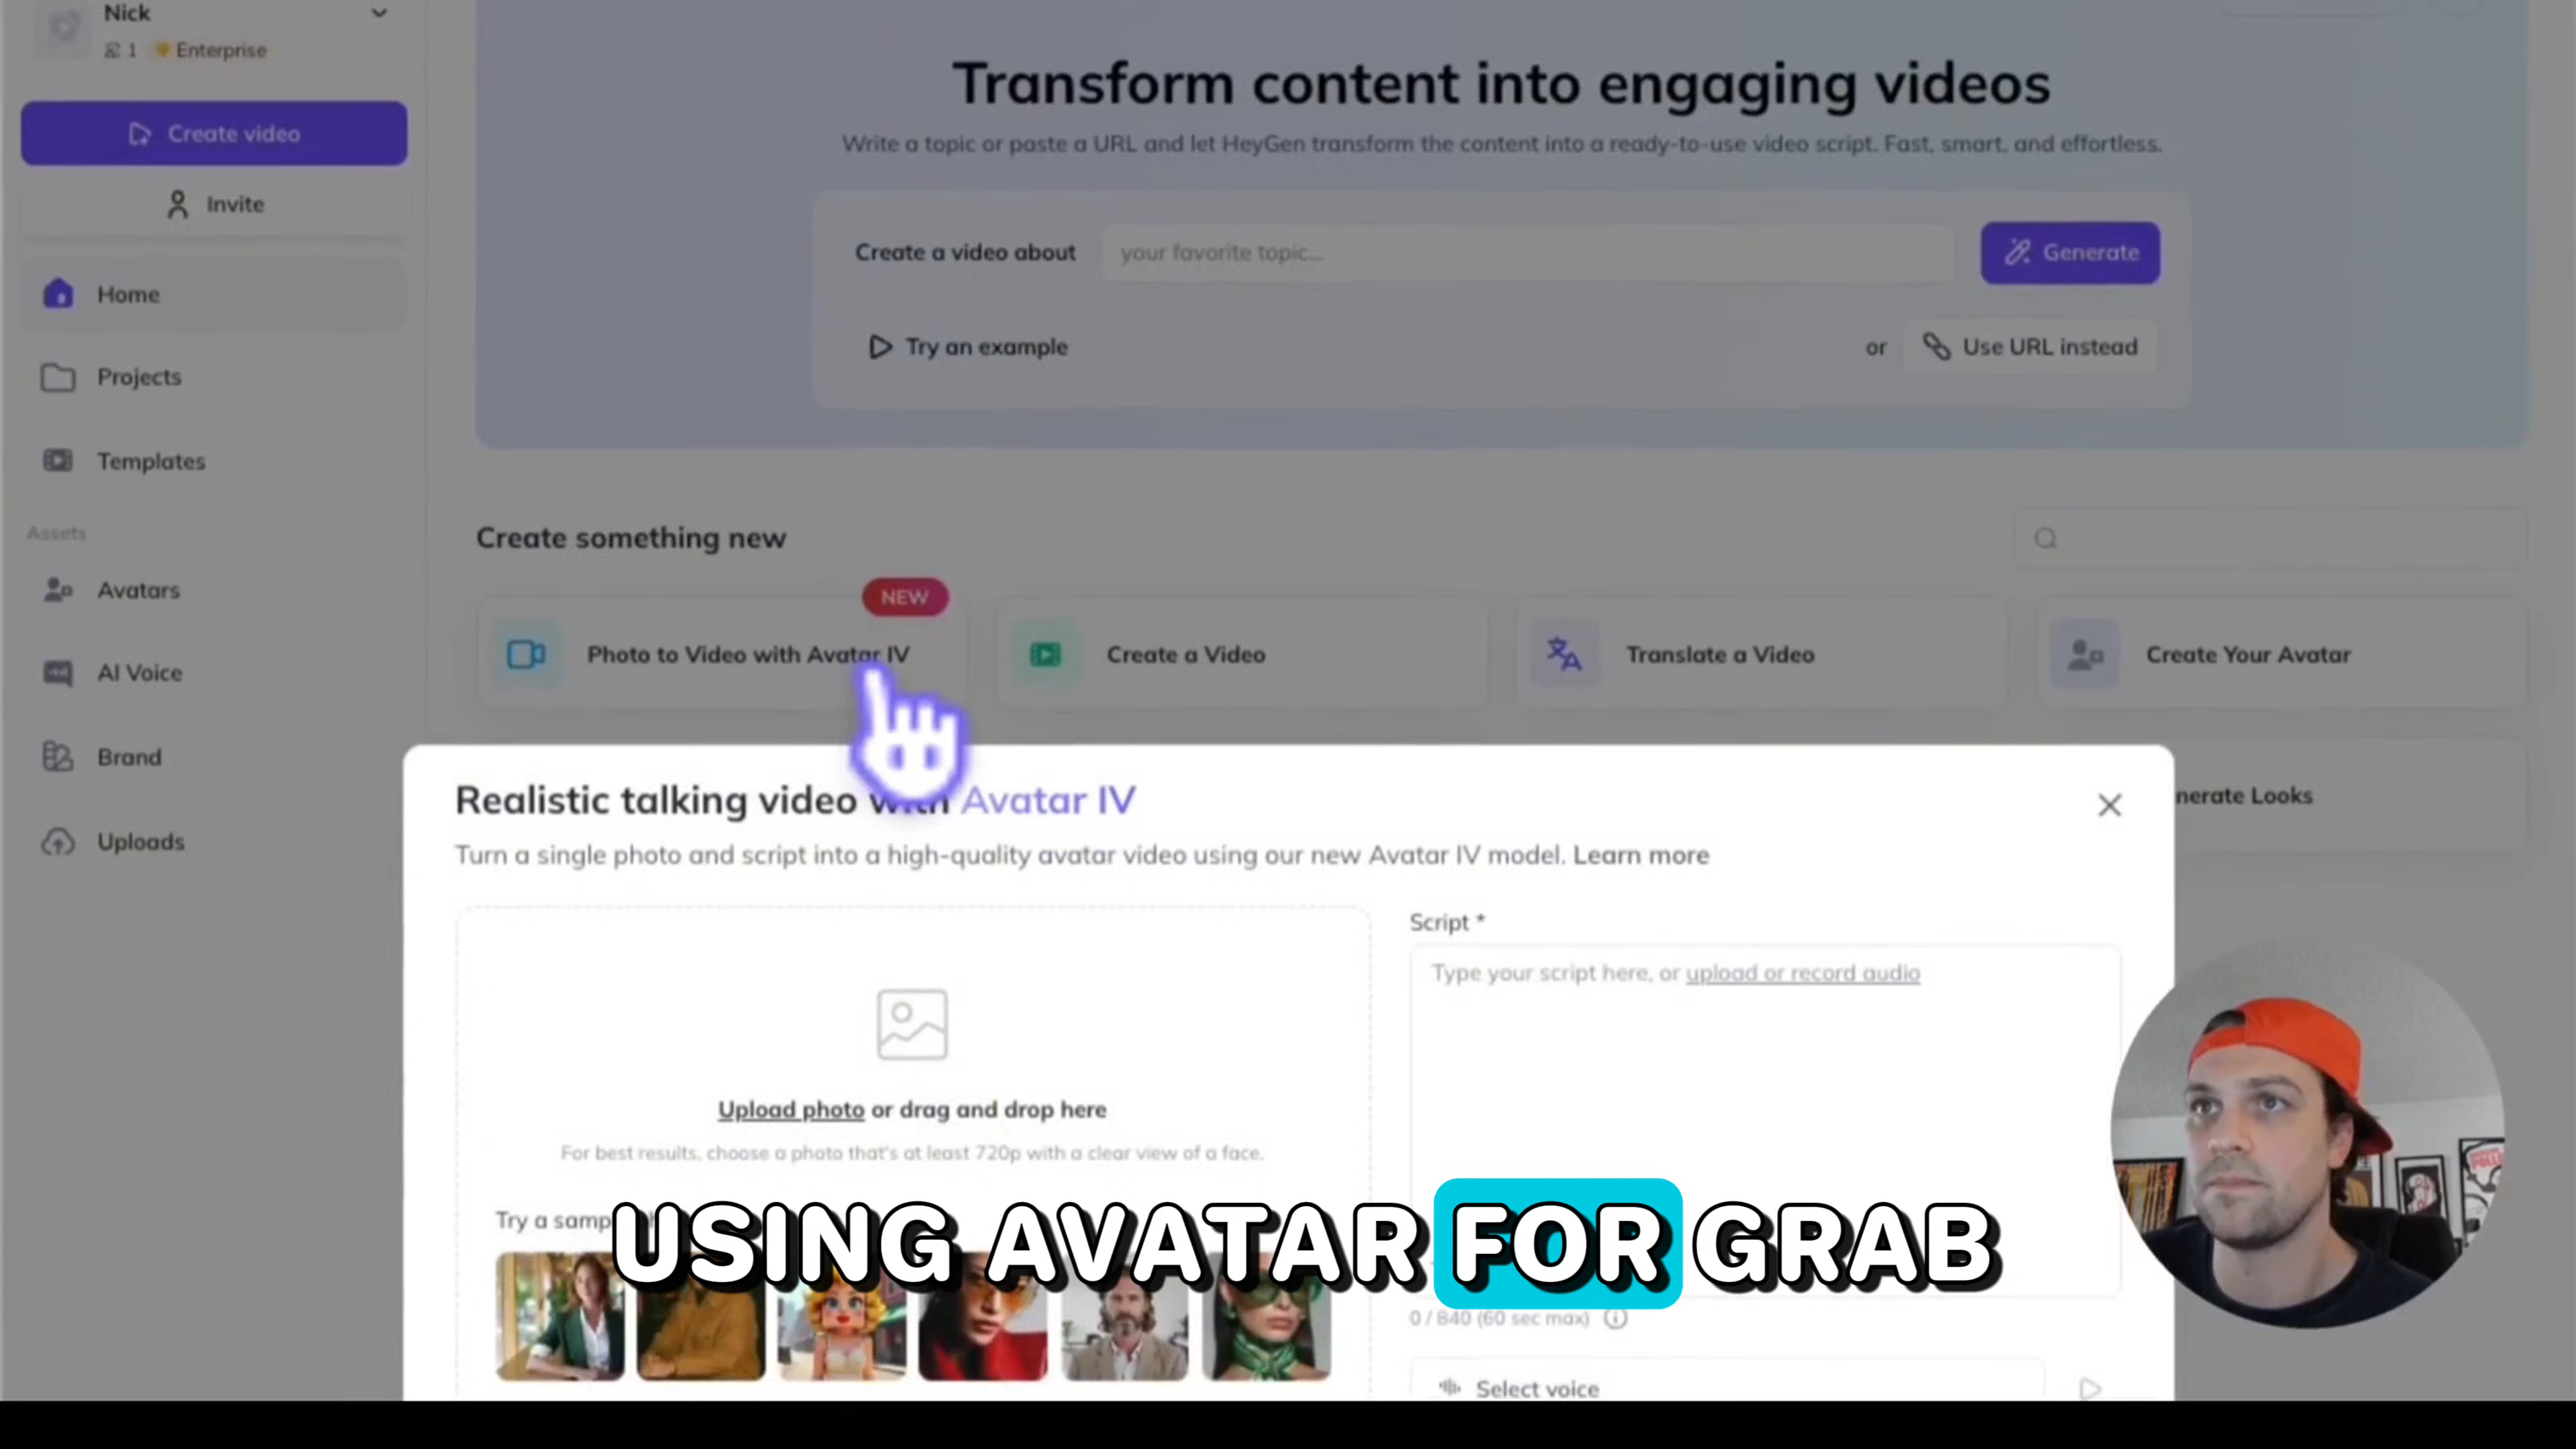 Nick
1 Enterprise
Create video
Invite
Home
Projects
Templates
Assets
Avatars
AI Voice
Brand
Uploads
Transform content into engaging videos
Write a topic or paste a URL and let HeyGen transform the content into a ready-to-use video script. Fast, smart, and effortless.
Create a video about
your favorite topic...
Generate
Try an example
or
Use URL instead
Create something new
NEW
Photo to Video with Avatar IV
Create a Video
Translate a Video
Create Your Avatar
nerate Looks
Realistic talking video with Avatar IV
Turn a single photo and script into a high-quality avatar video using our new Avatar IV model. Learn more
Upload photo or drag and drop here
For best results, choose a photo that's at least 720p with a clear view of a face.
Try a samp
Script *
Type your script here, or upload or record audio
0 / 840 (60 sec max)
Select voice
USING AVATAR FOR GRAB